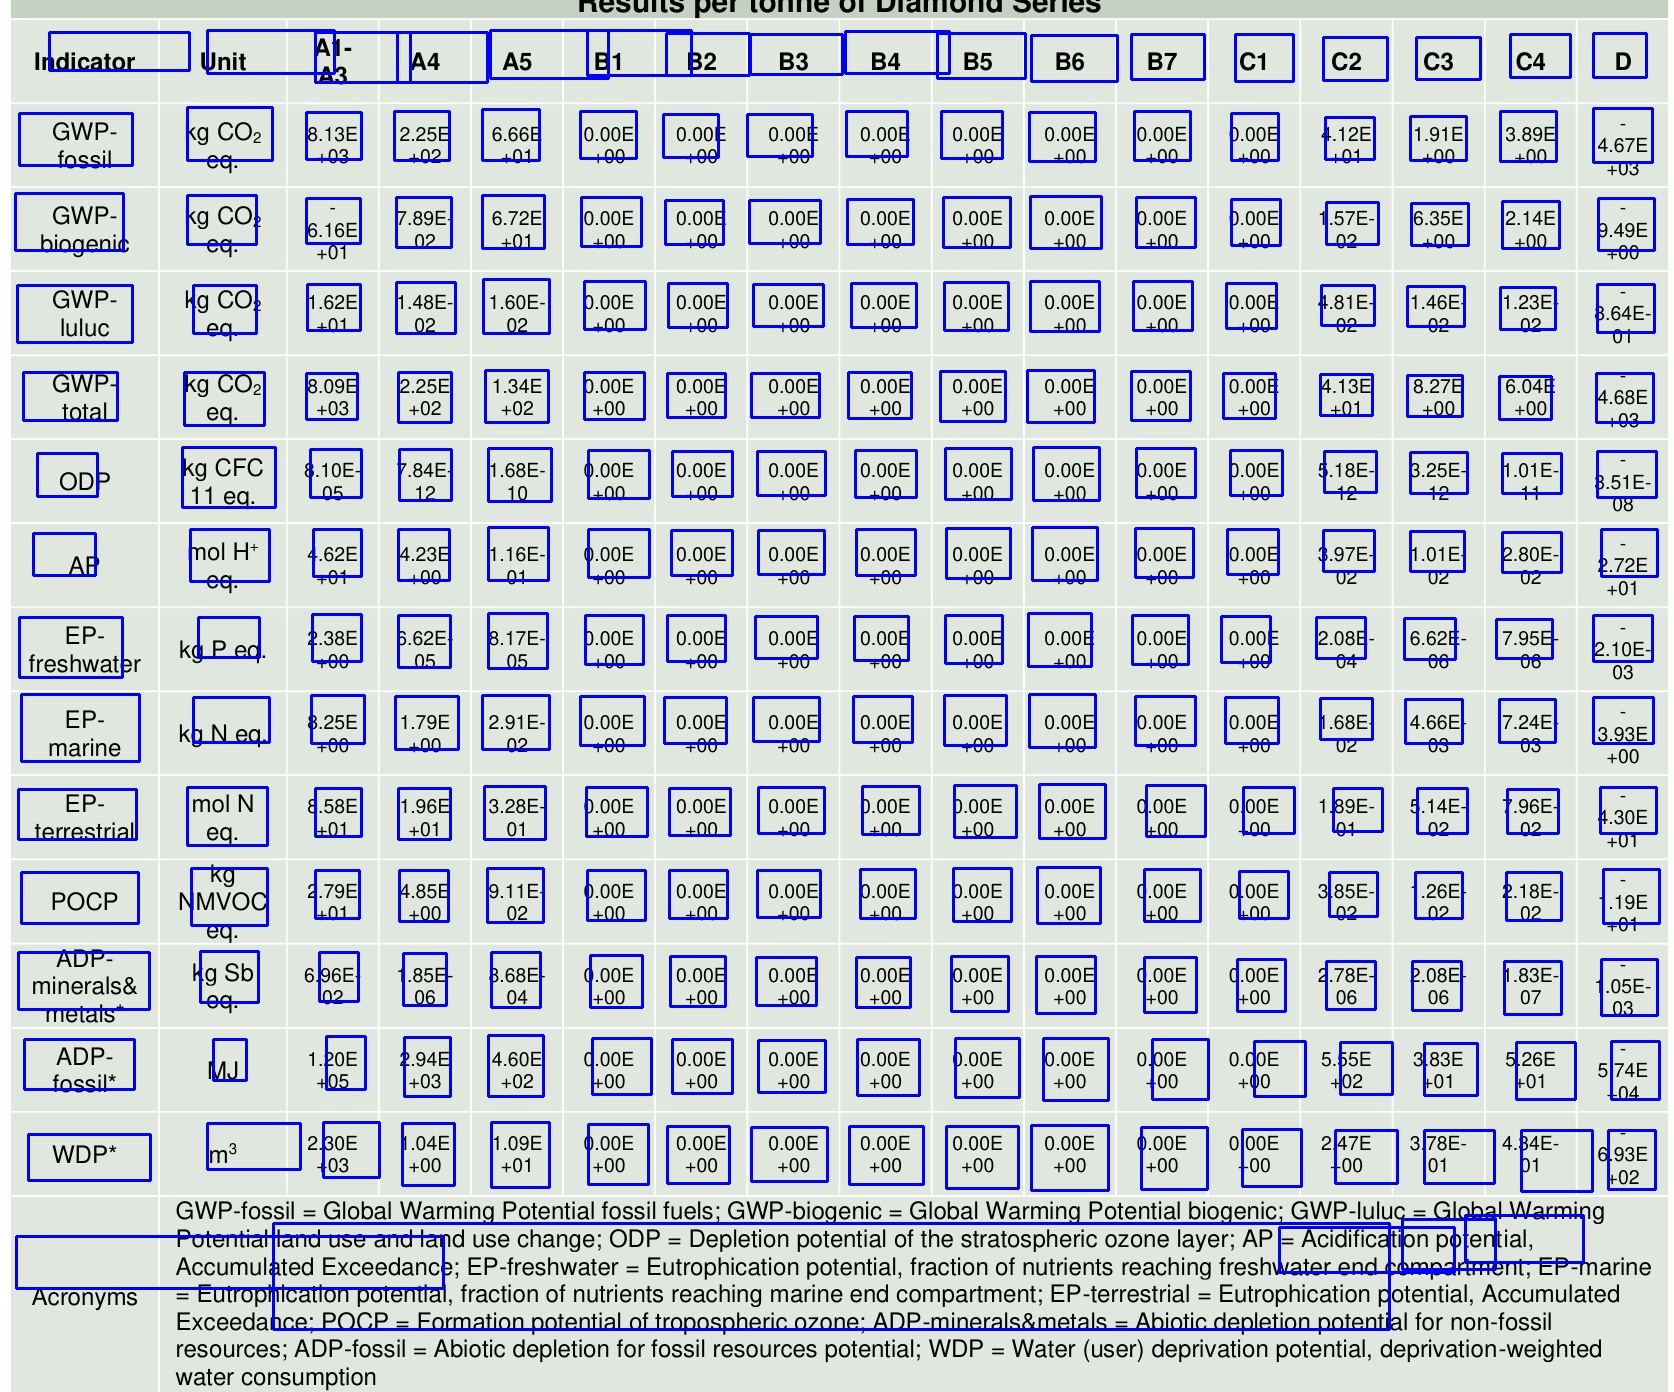 Results per tonne of Diamond Series
Indicator Unit A1-A3 A4 A5 B1 B2 B3 B4 B5 B6 B7 C1 C2 C3 C4 D
GWP-fossil kg CO₂ eq. 8.13E+03 2.25E+02 6.66E+01 0.00E+00 0.00E+00 0.00E+00 0.00E+00 0.00E+00 0.00E+00 0.00E+00 0.00E+00 4.12E+01 1.91E+00 3.89E+00 -4.67E+03
GWP-biogenic kg CO₂ eq. -6.16E+01 7.89E-02 6.72E+01 0.00E+00 0.00E+00 0.00E+00 0.00E+00 0.00E+00 0.00E+00 0.00E+00 0.00E+00 1.57E-02 6.35E+00 2.14E+00 -9.49E+00
GWP-luluc kg CO₂ eq. 1.62E+01 1.48E-02 1.60E-02 0.00E+00 0.00E+00 0.00E+00 0.00E+00 0.00E+00 0.00E+00 0.00E+00 0.00E+00 4.81E-02 1.46E-02 1.23E-02 -8.64E-01
GWP-total kg CO₂ eq. 8.09E+03 2.25E+02 1.34E+02 0.00E+00 0.00E+00 0.00E+00 0.00E+00 0.00E+00 0.00E+00 0.00E+00 0.00E+00 4.13E+01 8.27E+00 6.04E+00 -4.68E+03
ODP kg CFC 11 eq. 8.10E-05 7.84E-12 1.68E-10 0.00E+00 0.00E+00 0.00E+00 0.00E+00 0.00E+00 0.00E+00 0.00E+00 0.00E+00 5.18E-12 3.25E-12 1.01E-11 -3.51E-08
AP mol H⁺ eq. 4.62E+01 4.23E+00 1.16E-01 0.00E+00 0.00E+00 0.00E+00 0.00E+00 0.00E+00 0.00E+00 0.00E+00 0.00E+00 3.97E-02 1.01E-02 2.80E-02 -2.72E+01
EP-freshwater kg P eq. 2.38E+00 6.62E-05 8.17E-05 0.00E+00 0.00E+00 0.00E+00 0.00E+00 0.00E+00 0.00E+00 0.00E+00 0.00E+00 2.08E-04 6.62E-06 7.95E-06 -2.10E-03
EP-marine kg N eq. 8.25E+00 1.79E+00 2.91E-02 0.00E+00 0.00E+00 0.00E+00 0.00E+00 0.00E+00 0.00E+00 0.00E+00 0.00E+00 1.68E-02 4.66E-03 7.24E-03 -3.93E+00
EP-terrestrial mol N eq. 8.58E+01 1.96E+01 3.28E-01 0.00E+00 0.00E+00 0.00E+00 0.00E+00 0.00E+00 0.00E+00 0.00E+00 0.00E+00 1.89E-01 5.14E-02 7.96E-02 -4.30E+01
POCP kg NMVOC eq. 2.79E+01 4.85E+00 9.11E-02 0.00E+00 0.00E+00 0.00E+00 0.00E+00 0.00E+00 0.00E+00 0.00E+00 0.00E+00 3.85E-02 1.26E-02 2.18E-02 -1.19E+01
ADP-minerals&metals* kg Sb eq. 6.96E-02 1.85E-06 3.68E-04 0.00E+00 0.00E+00 0.00E+00 0.00E+00 0.00E+00 0.00E+00 0.00E+00 0.00E+00 2.78E-06 2.08E-06 1.83E-07 -1.05E-03
ADP-fossil* MJ 1.20E+05 2.94E+03 4.60E+02 0.00E+00 0.00E+00 0.00E+00 0.00E+00 0.00E+00 0.00E+00 0.00E+00 0.00E+00 5.55E+02 3.83E+01 5.26E+01 -5.74E+04
WDP* m³ 2.30E+03 1.04E+00 1.09E+01 0.00E+00 0.00E+00 0.00E+00 0.00E+00 0.00E+00 0.00E+00 0.00E+00 0.00E+00 2.47E+00 3.78E-01 4.34E-01 -6.93E+02
Acronyms
GWP-fossil = Global Warming Potential fossil fuels; GWP-biogenic = Global Warming Potential biogenic; GWP-luluc = Global Warming
Potential land use and land use change; ODP = Depletion potential of the stratospheric ozone layer; AP = Acidification potential,
Accumulated Exceedance; EP-freshwater = Eutrophication potential, fraction of nutrients reaching freshwater end compartment; EP-marine
= Eutrophication potential, fraction of nutrients reaching marine end compartment; EP-terrestrial = Eutrophication potential, Accumulated
Exceedance; POCP = Formation potential of tropospheric ozone; ADP-minerals&metals = Abiotic depletion potential for non-fossil
resources; ADP-fossil = Abiotic depletion for fossil resources potential; WDP = Water (user) deprivation potential, deprivation-weighted
water consumption